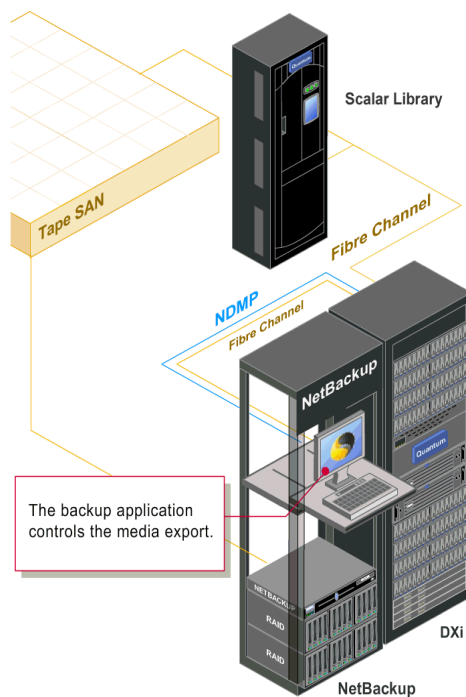 Quantum
Scalar Library
Tape SAN
Fibre Channel
NDMP
Fibre Channel
NetBackup
Quantum
The backup application
controls the media export.
NETBACKUP
RAID
RAID
DXi
NetBackup